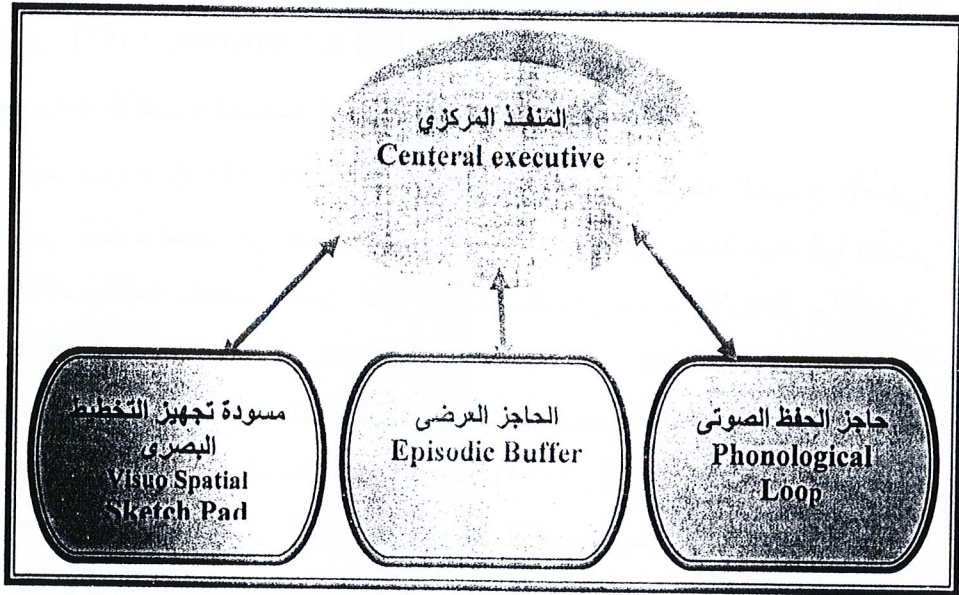 المنفذ المركزي
Centeral executive
حاجز الحفظ الصوتى
Phonological
Loop
الحاجز العرضى
Episodic Buffer
مسودة تجهيز التخطيط
البصرى
Visuo Spatial
Sketch Pad